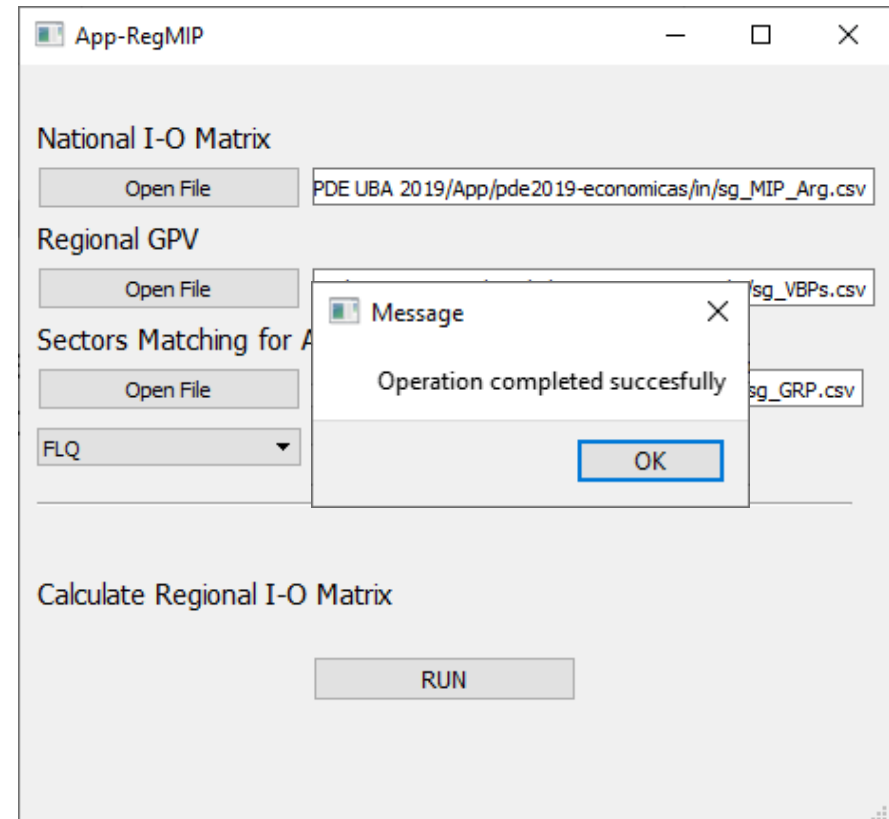 App-RegMIP
National I-O Matrix
Open File
PDE UBA 2019/App/pde2019-economicas/in/sg_MIP_Arg.csv
Regional GPV
Open File
/sg_VBPs.csv
Message
Sectors Matching for
Operation completed succesfully
Open File
sg_GRP.csv
FLQ
OK
Calculate Regional I-O Matrix
RUN